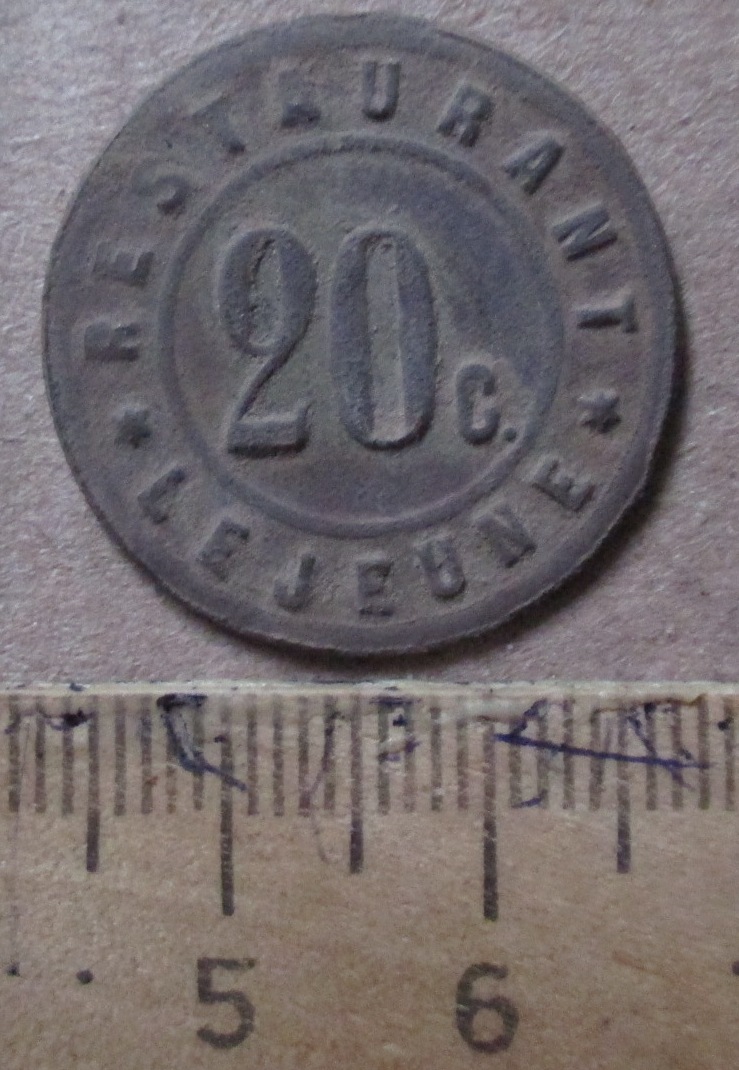 RESTAURANT
20 C.
* LEJEUNE *
5 6